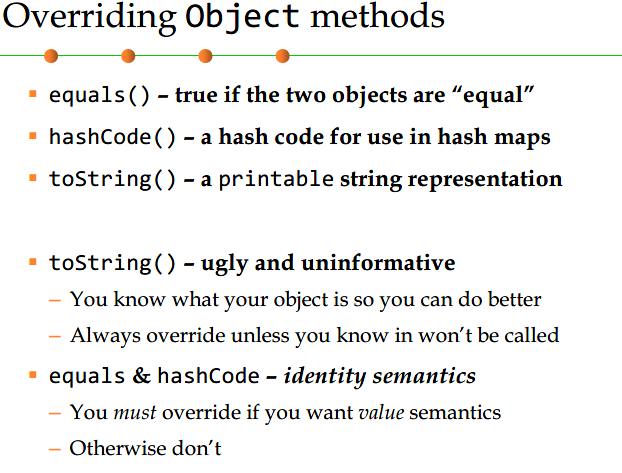 Overriding Object methods
▪ equals() – true if the two objects are “equal”
▪ hashCode() – a hash code for use in hash maps
▪ toString() – a printable string representation
▪ toString() – ugly and uninformative
– You know what your object is so you can do better
– Always override unless you know in won’t be called
▪ equals & hashCode – identity semantics
– You must override if you want value semantics
– Otherwise don’t